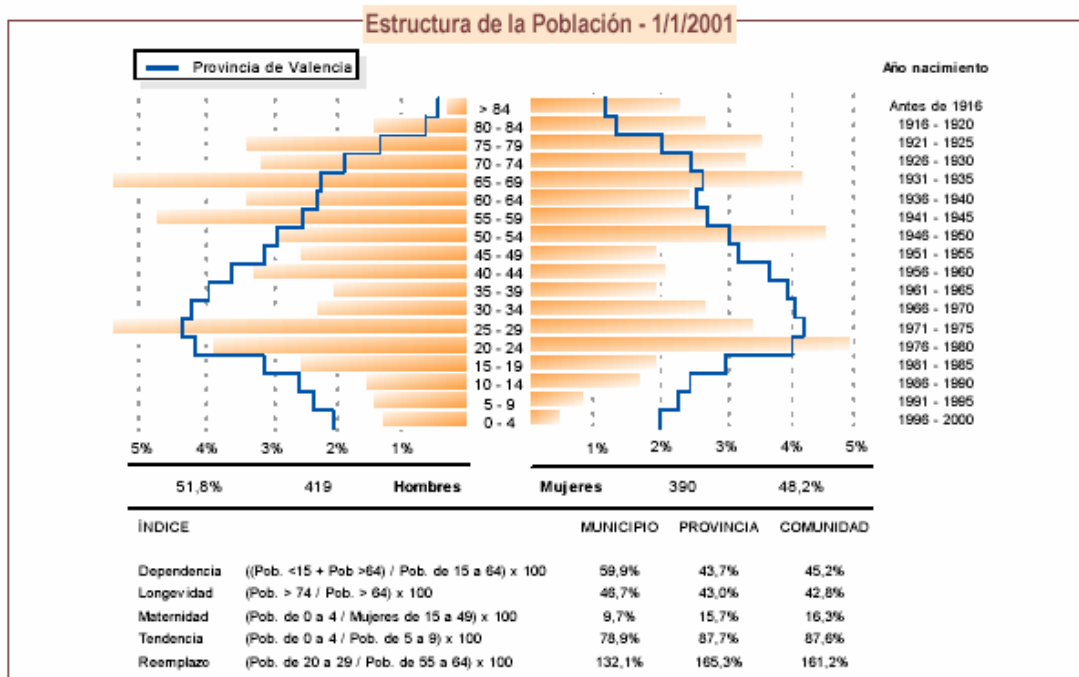 Estructura de la Población - 1/1/2001
Provincia de Valencia
Año nacimiento
> 84 Antes de 1916
80 - 84 1916 - 1920
75 - 79 1921 - 1925
70 - 74 1926 - 1930
65 - 69 1931 - 1935
60 - 64 1936 - 1940
55 - 59 1941 - 1945
50 - 54 1946 - 1950
45 - 49 1951 - 1955
40 - 44 1956 - 1960
35 - 39 1961 - 1965
30 - 34 1966 - 1970
25 - 29 1971 - 1975
20 - 24 1976 - 1980
15 - 19 1981 - 1985
10 - 14 1986 - 1990
5 - 9 1991 - 1995
0 - 4 1996 - 2000
5% 4% 3% 2% 1% 1% 2% 3% 4% 5%
51,8% 419 Hombres Mujeres 390 48,2%
ÍNDICE MUNICIPIO PROVINCIA COMUNIDAD
Dependencia ((Pob. <15 + Pob >64) / Pob. de 15 a 64) x 100 59,9% 43,7% 45,2%
Longevidad (Pob. > 74 / Pob. > 64) x 100 46,7% 43,0% 42,8%
Maternidad (Pob. de 0 a 4 / Mujeres de 15 a 49) x 100 9,7% 15,7% 16,3%
Tendencia (Pob. de 0 a 4 / Pob. de 5 a 9) x 100 78,9% 87,7% 87,6%
Reemplazo (Pob. de 20 a 29 / Pob. de 55 a 64) x 100 132,1% 165,3% 161,2%